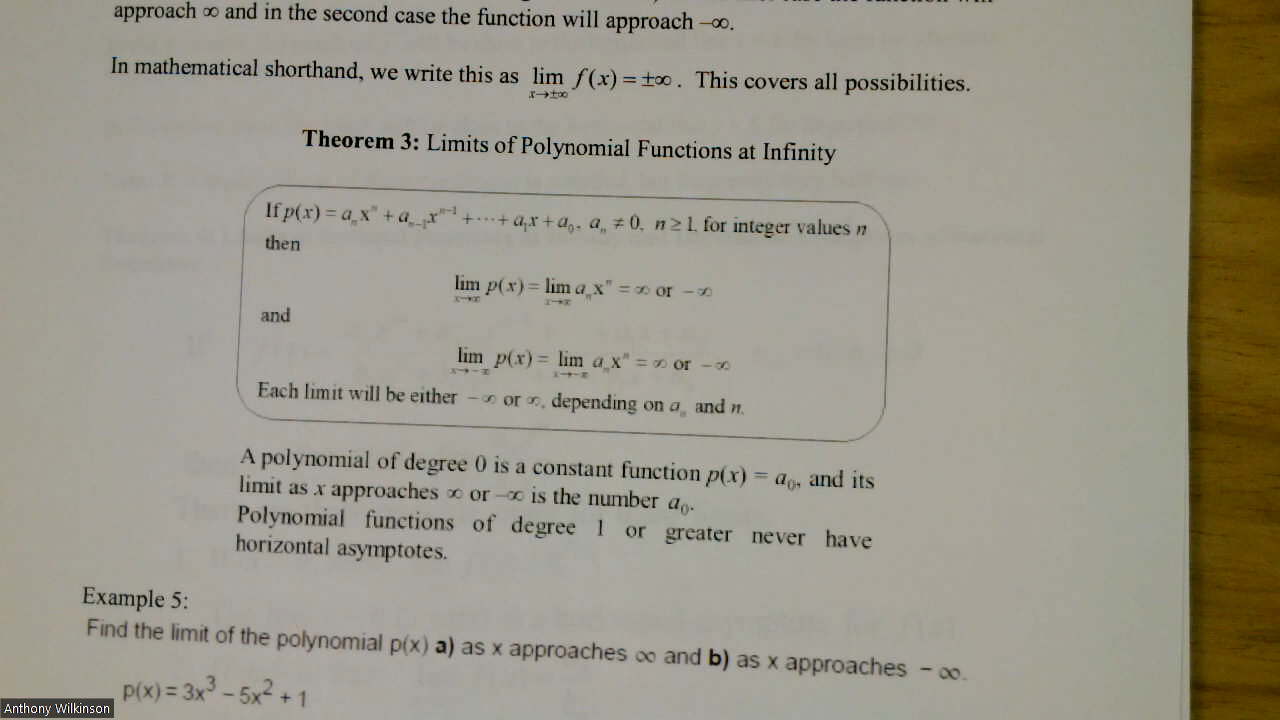 approach ∞ and in the second case the function will approach –∞.
In mathematical shorthand, we write this as lim f(x) = ±∞. This covers all possibilities.
x→±∞
Theorem 3: Limits of Polynomial Functions at Infinity
If p(x) = aₙxⁿ + aₙ₋₁xⁿ⁻¹ + ⋯ + a₁x + a₀, aₙ ≠ 0, n ≥ 1, for integer values n
then
lim p(x) = lim aₙxⁿ = ∞ or – ∞
x→∞ x→∞
and
lim p(x) = lim aₙxⁿ = ∞ or – ∞
x→–∞ x→–∞
Each limit will be either – ∞ or ∞, depending on aₙ and n.
A polynomial of degree 0 is a constant function p(x) = a₀, and its
limit as x approaches ∞ or –∞ is the number a₀.
Polynomial functions of degree 1 or greater never have
horizontal asymptotes.
Example 5:
Find the limit of the polynomial p(x) a) as x approaches ∞ and b) as x approaches – ∞.
p(x) = 3x³ – 5x² + 1
Anthony Wilkinson